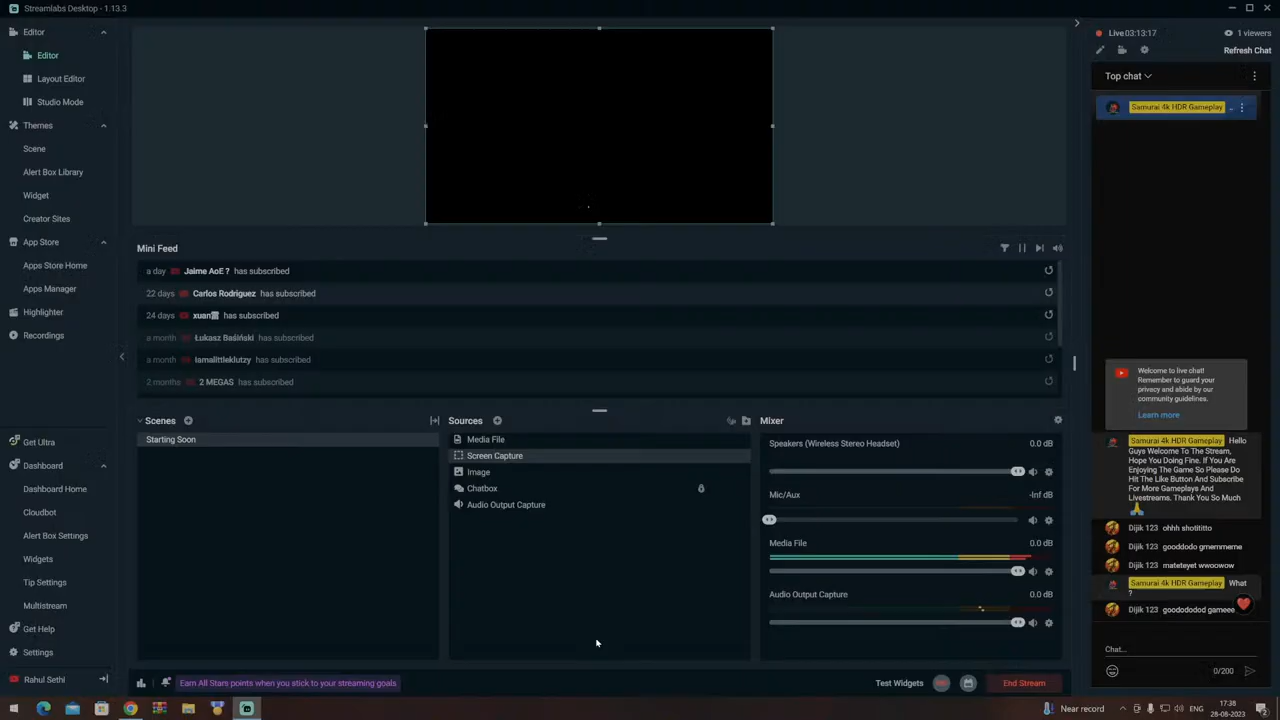 Streamlabs Desktop - 1.13.3
Editor
Editor
Layout Editor
Studio Mode
Themes
Scene
Alert Box Library
Widget
Creator Sites
App Store
Apps Store Home
Apps Manager
Highlighter
Recordings
Get Ultra
Dashboard
Dashboard Home
Cloudbot
Alert Box Settings
Widgets
Tip Settings
Multistream
Get Help
Settings
Rahul Sethi
Mini Feed
a day Jaime AoE ? has subscribed
22 days Carlos Rodriguez has subscribed
24 days has subscribed
a month Łukasz Basiński has subscribed
a month iamalittleklutzy has subscribed
2 months 2 MEGAS has subscribed
Scenes
Starting Soon
Sources
Media File
Screen Capture
Image
Chatbox
Audio Output Capture
Mixer
Speakers (Wireless Stereo Headset) 0.0 dB
Mic/Aux -Inf dB
Media File 0.0 dB
Audio Output Capture 0.0 dB
Earn All Stars points when you stick to your streaming goals
Test Widgets
End Stream
Live 03:13:17 1 viewers
Refresh Chat
Top chat
Samurai 4k HDR Gameplay ..
Welcome to live chat!
Remember to guard your
privacy and abide by our
community guidelines.
Learn more
Samurai 4k HDR Gameplay Hello
Guys Welcome To The Stream,
Hope You Doing Fine. If You Are
Enjoying The Game So Please Do
Hit The Like Button And Subscribe
For More Gameplays And
Livestreams. Thank You So Much
🙏
Dijik 123 ohhh shotititto
Dijik 123 gooddodo gmemmeme
Dijik 123 mateteyet wwoowow
Samurai 4k HDR Gameplay What
?
Dijik 123 goodododod gameee
Chat...
0/200
Near record
ENG
17:38
28-08-2023
2